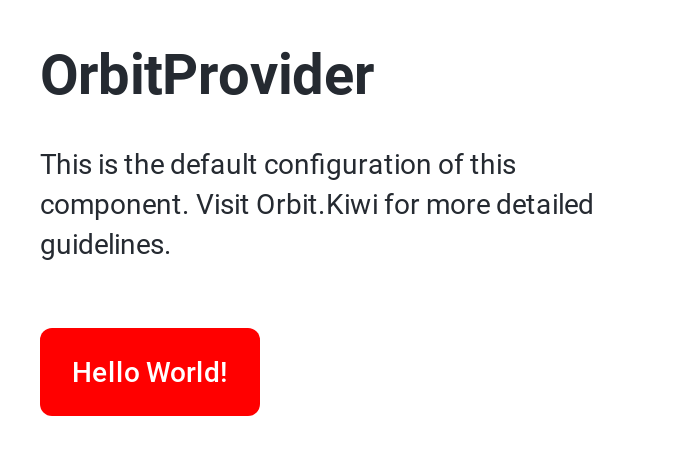 OrbitProvider
This is the default configuration of this
component. Visit Orbit.Kiwi for more detailed
guidelines.
Hello World!